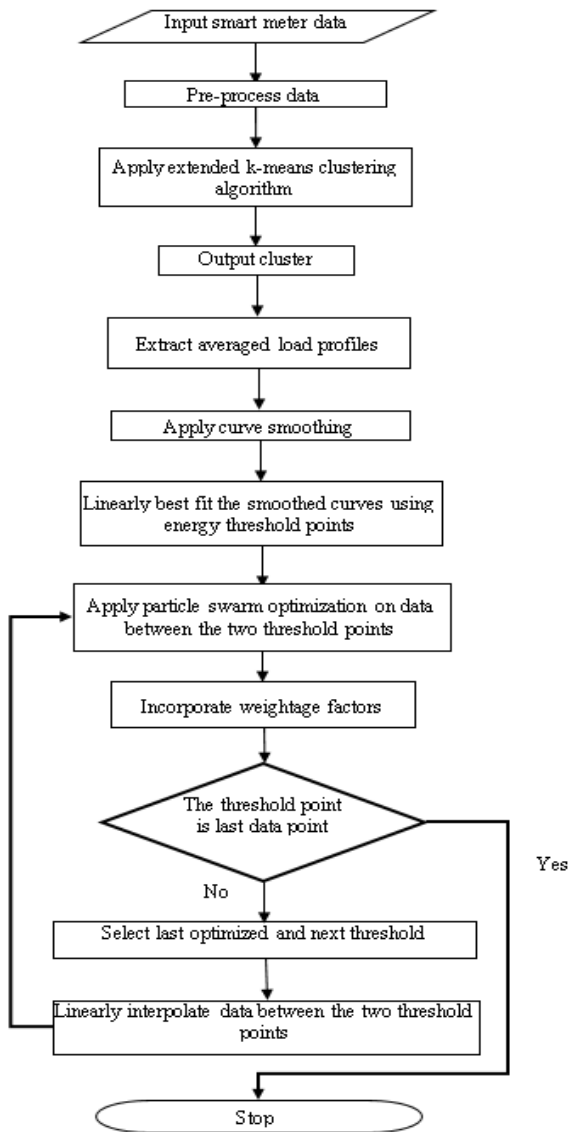 Input smart meter data
Pre-process data
Apply extended k-means clustering
algorithm
Output cluster
Extract averaged load profiles
Apply curve smoothing
Linearly best fit the smoothed curves using
energy threshold points
Apply particle swarm optimization on data
between the two threshold points
Incorporate weightage factors
The threshold point
is last data point
Yes
No
Select last optimized and next threshold
Linearly interpolate data between the two threshold
points
Stop